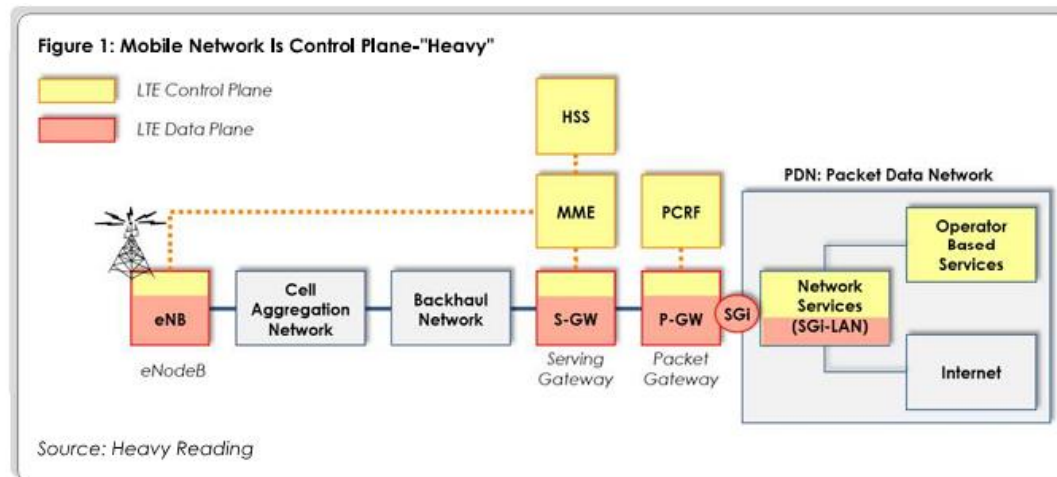 Figure 1: Mobile Network Is Control Plane-"Heavy"
LTE Control Plane
LTE Data Plane
HSS
MME
PCRF
PDN: Packet Data Network
Operator
Based
Services
eNB
Cell
Aggregation
Network
Backhaul
Network
S-GW
P-GW
SGi
Network
Services
(SGi-LAN)
Internet
eNodeB
Serving
Gateway
Packet
Gateway
Source: Heavy Reading